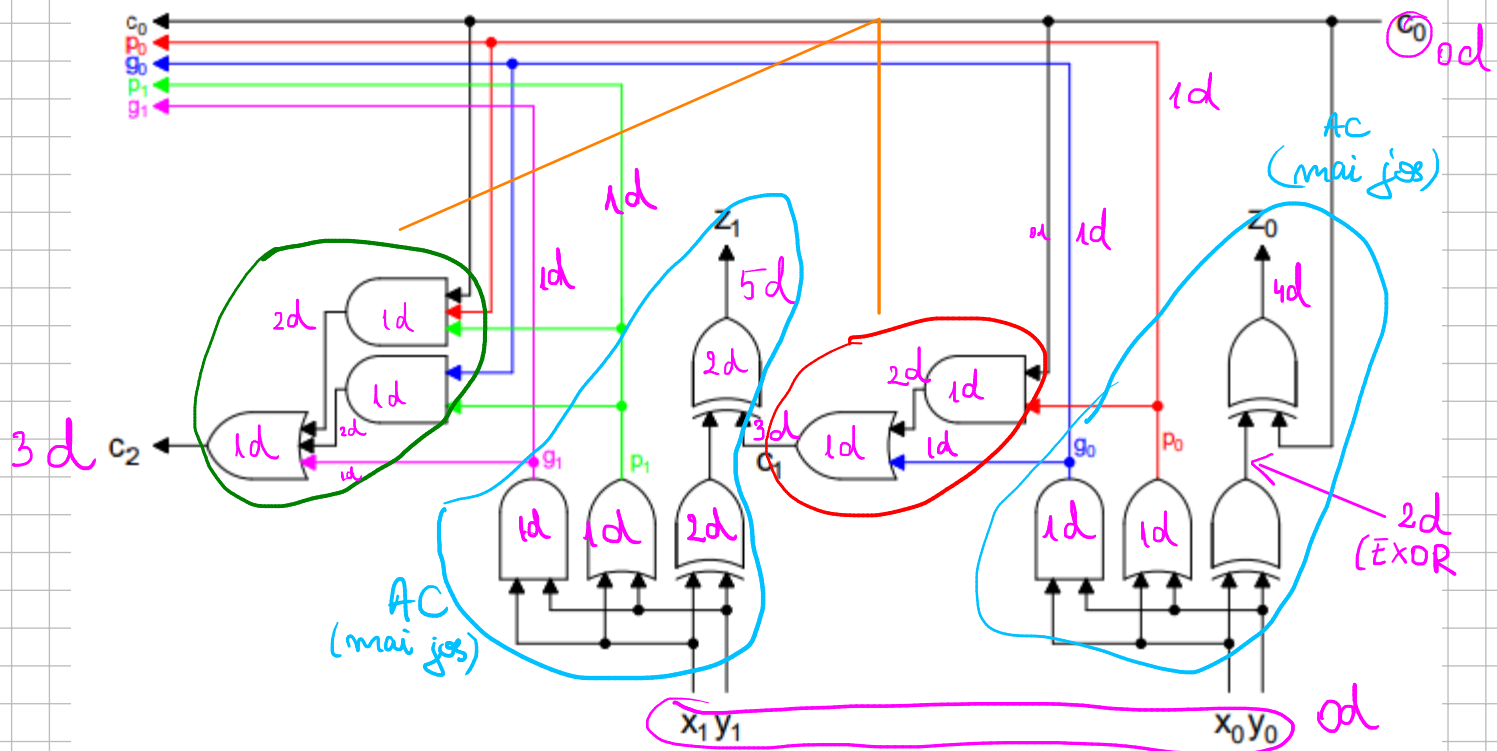 c₀
c₀
0d
p₀
g₀
p₁
g₁
1d
AC
(mai jos)
1d
z₁
z₀
1d
1d
5d
4d
2d
1d
2d
2d
1d
1d
3d
1d
2d
1d
1d
3d
c₂
1d
1d
g₁
p₁
c₁
g₀
p₀
1d
1d
2d
1d
1d
2d
(EXOR
AC
(mai jos)
x₁ y₁
x₀ y₀
0d